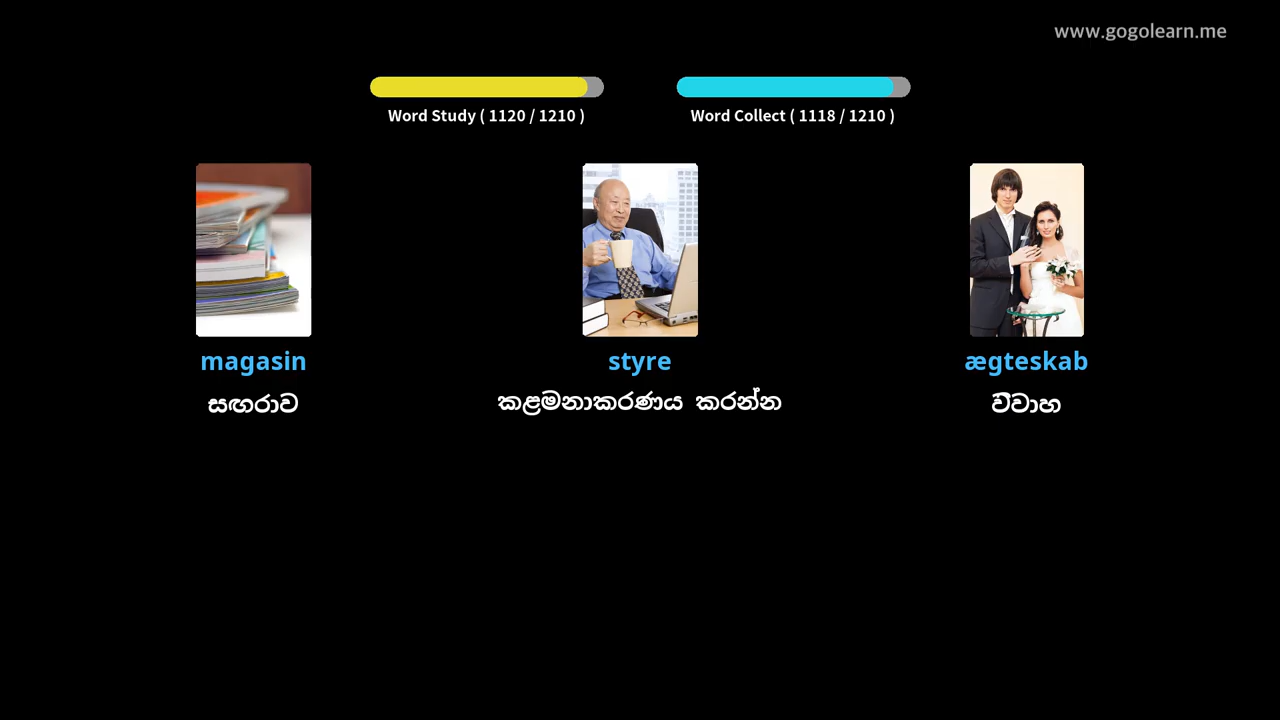 www.gogolearn.me
Word Study ( 1120 / 1210 )
Word Collect ( 1118 / 1210 )
magasin
styre
ægteskab
සඟරාව
කළමනාකරණය කරන්න
විවාහ